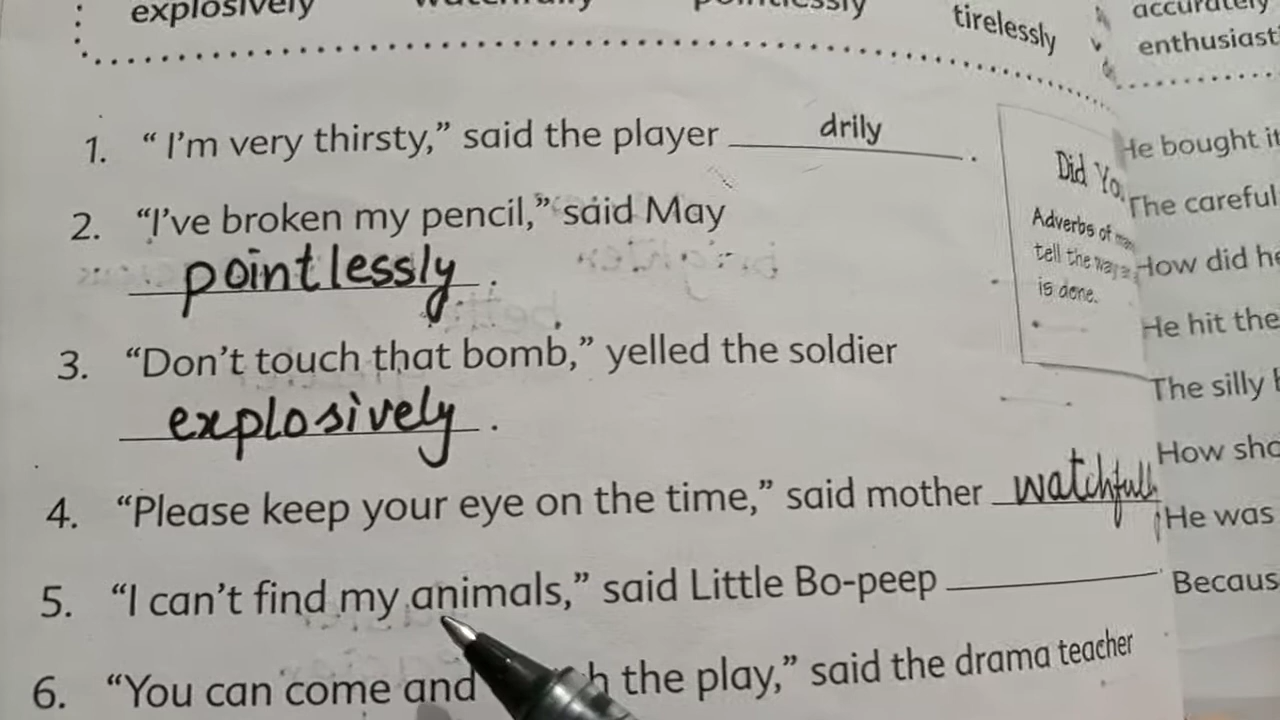 explosively watchfully pointlessly tirelessly
accurately
enthusiast
1. “ I'm very thirsty,” said the player drily.
2. “I've broken my pencil,” said May
pointlessly.
3. “Don't touch that bomb,” yelled the soldier
explosively.
4. “Please keep your eye on the time,” said mother watchfull
5. “I can't find my animals,” said Little Bo-peep
6. “You can come and the play,” said the drama teacher
Did Yo
Adverbs of
tell the way
is done.
He bought it
The careful
How did he
He hit the
The silly
How sho
He was
Becaus